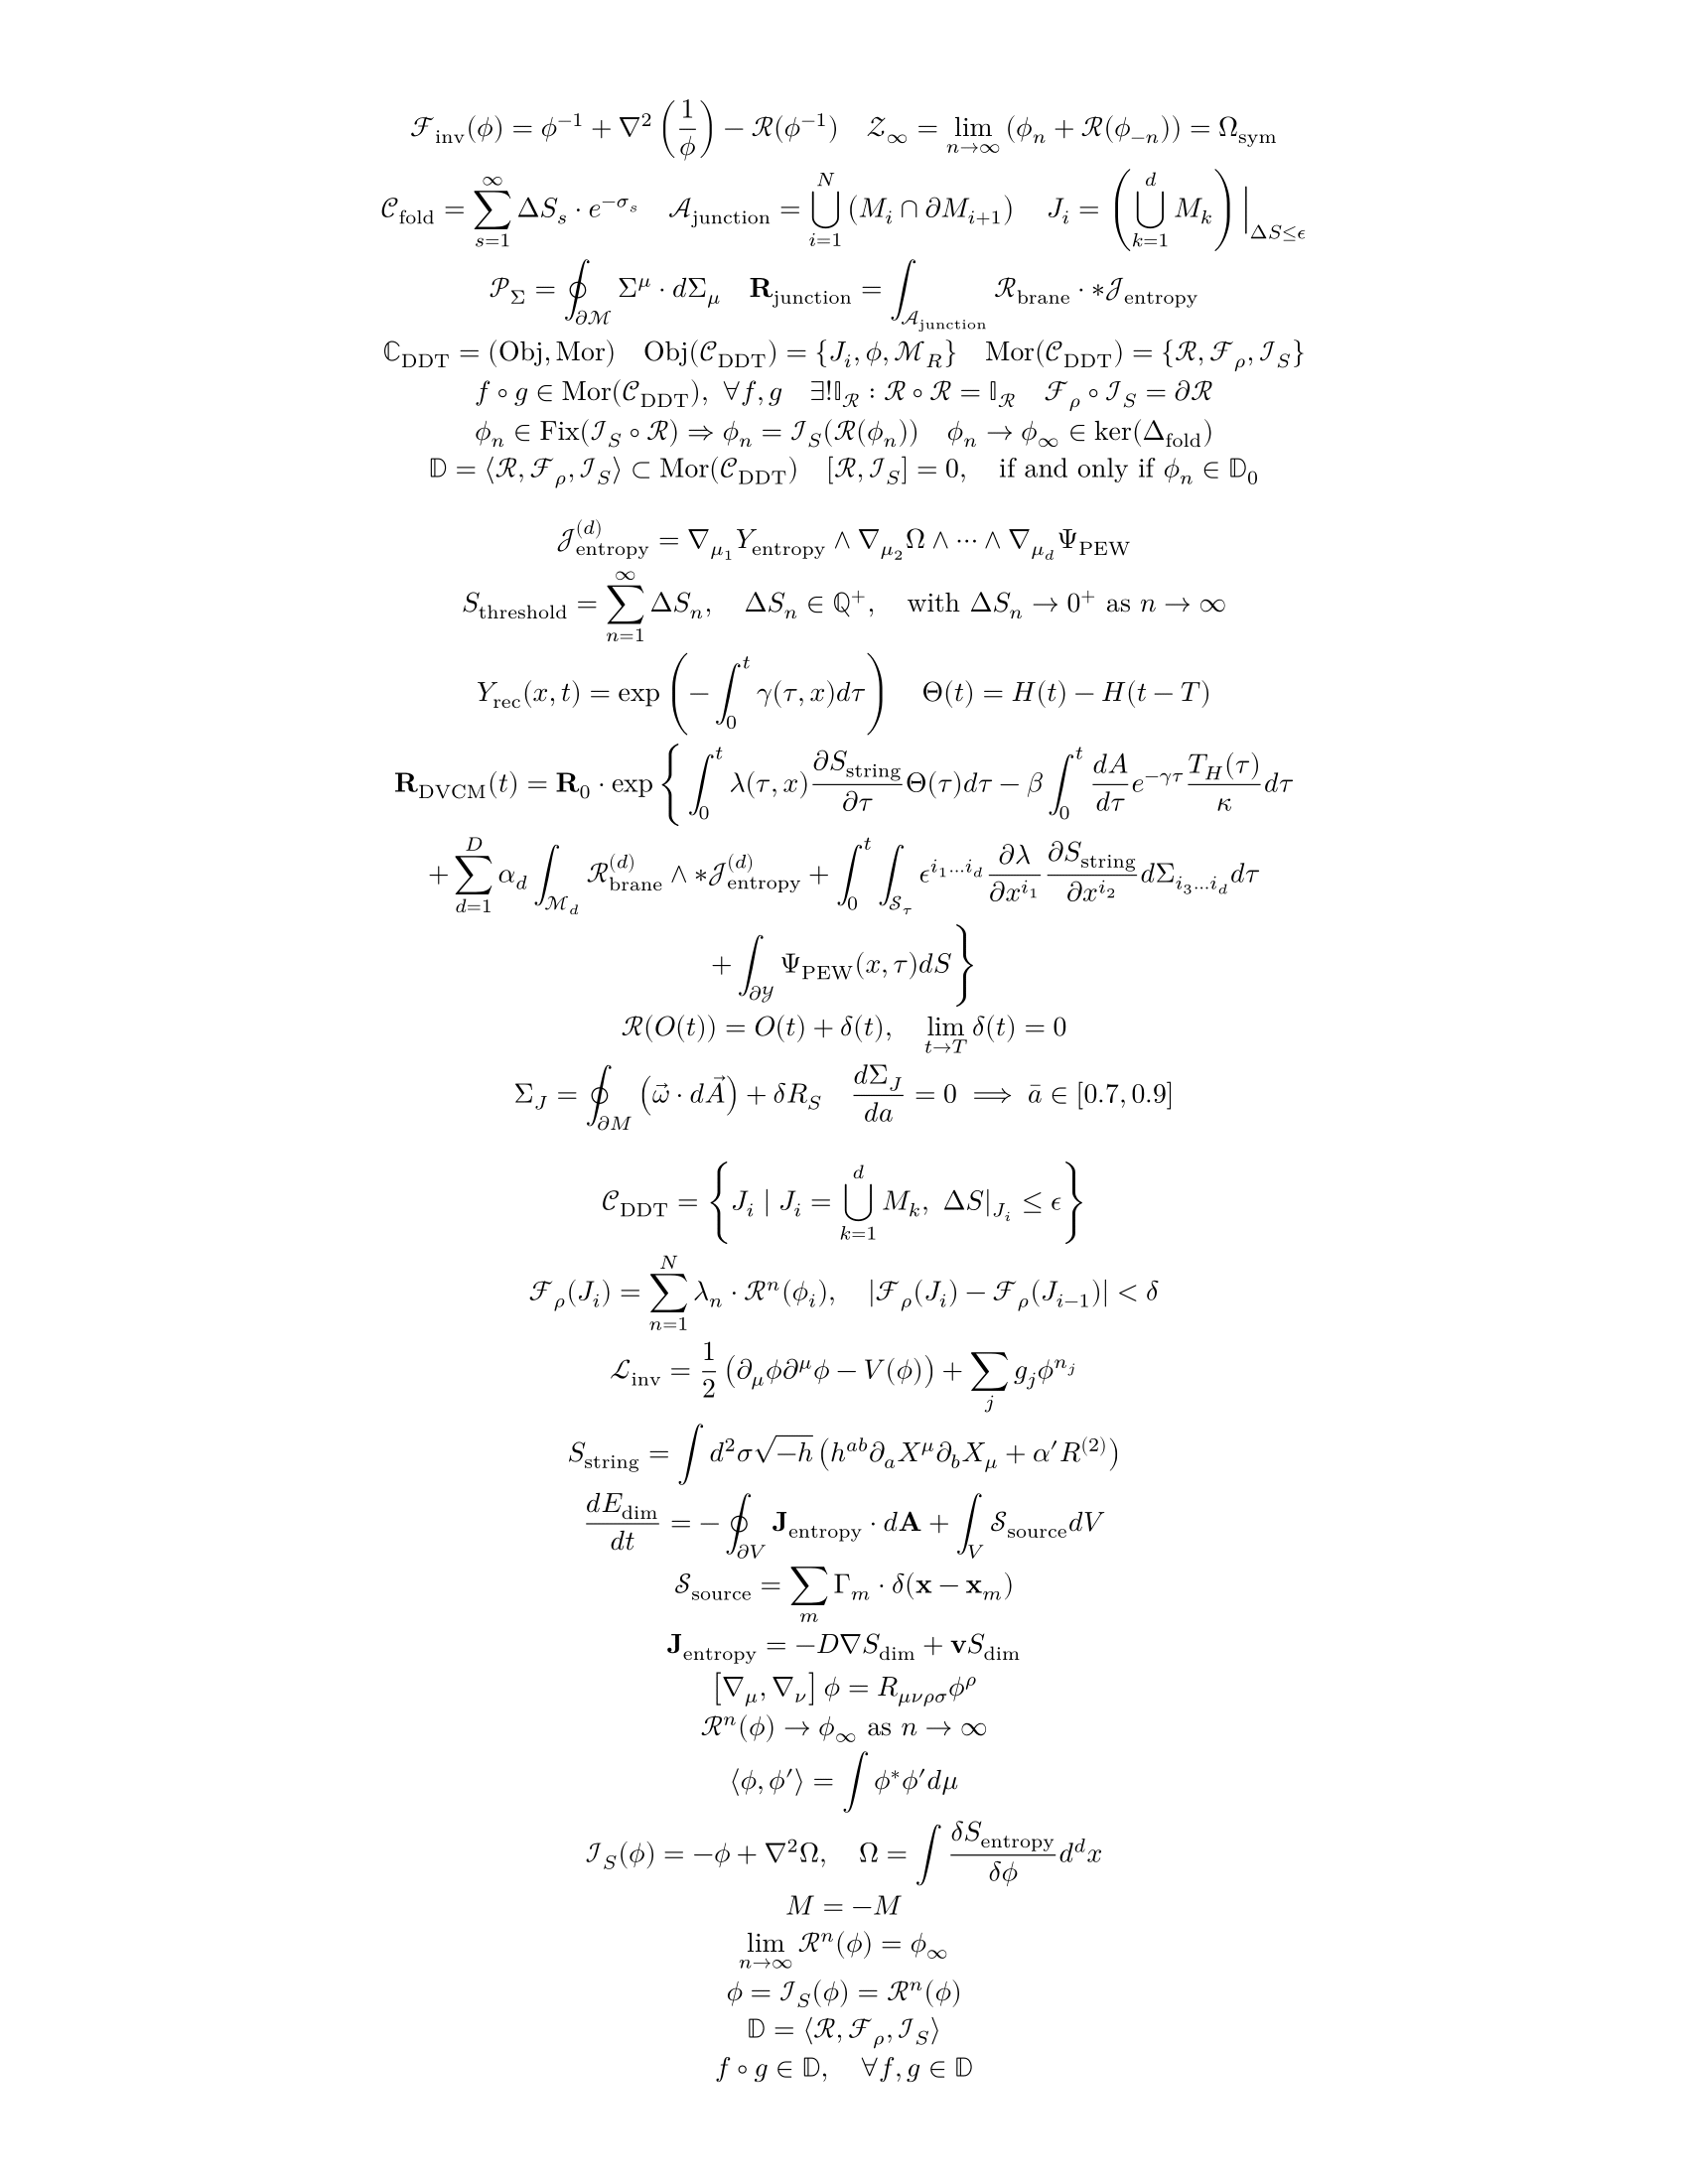 $\mathcal{F}_{\text{inv}}(\phi) = \phi^{-1} + \nabla^2 \left( \frac{1}{\phi} \right) - \mathcal{R}(\phi^{-1}) \quad \mathcal{Z}_\infty = \lim_{n \to \infty} (\phi_n + \mathcal{R}(\phi_{-n})) = \Omega_{\text{sym}}$
$\mathcal{C}_{\text{fold}} = \sum_{s=1}^{\infty} \Delta S_s \cdot e^{-\sigma_s} \quad \mathcal{A}_{\text{junction}} = \bigcup_{i=1}^{N} (M_i \cap \partial M_{i+1}) \quad J_i = \left( \bigcup_{k=1}^{d} M_k \right) \Big|_{\Delta S \leq \epsilon}$
$\mathcal{P}_\Sigma = \oint_{\partial \mathcal{M}} \Sigma^\mu \cdot d\Sigma_\mu \quad \mathbf{R}_{\text{junction}} = \int_{\mathcal{A}_{\text{junction}}} \mathcal{R}_{\text{brane}} \cdot * \mathcal{J}_{\text{entropy}}$
$\mathbb{C}_{\text{DDT}} = (\text{Obj}, \text{Mor}) \quad \text{Obj}(\mathcal{C}_{\text{DDT}}) = \{J_i, \phi, \mathcal{M}_R\} \quad \text{Mor}(\mathcal{C}_{\text{DDT}}) = \{\mathcal{R}, \mathcal{F}_\rho, \mathcal{I}_S\}$
$f \circ g \in \text{Mor}(\mathcal{C}_{\text{DDT}}), \ \forall f, g \quad \exists! \mathbb{I}_{\mathcal{R}} : \mathcal{R} \circ \mathcal{R} = \mathbb{I}_{\mathcal{R}} \quad \mathcal{F}_\rho \circ \mathcal{I}_S = \partial \mathcal{R}$
$\phi_n \in \text{Fix}(\mathcal{I}_S \circ \mathcal{R}) \Rightarrow \phi_n = \mathcal{I}_S(\mathcal{R}(\phi_n)) \quad \phi_n \to \phi_\infty \in \ker(\Delta_{\text{fold}})$
$\mathbb{D} = \langle \mathcal{R}, \mathcal{F}_\rho, \mathcal{I}_S \rangle \subset \text{Mor}(\mathcal{C}_{\text{DDT}}) \quad [\mathcal{R}, \mathcal{I}_S] = 0, \quad \text{if and only if } \phi_n \in \mathbb{D}_0$
$\mathcal{J}_{\text{entropy}}^{(d)} = \nabla_{\mu_1} Y_{\text{entropy}} \wedge \nabla_{\mu_2} \Omega \wedge \cdots \wedge \nabla_{\mu_d} \Psi_{\text{PEW}}$
$S_{\text{threshold}} = \sum_{n=1}^{\infty} \Delta S_n, \quad \Delta S_n \in \mathbb{Q}^+, \quad \text{with } \Delta S_n \to 0^+ \text{ as } n \to \infty$
$Y_{\text{rec}}(x, t) = \exp \left( - \int_0^t \gamma(\tau, x) d\tau \right) \quad \Theta(t) = H(t) - H(t - T)$
$\mathbf{R}_{\text{DVCM}}(t) = \mathbf{R}_0 \cdot \exp \left\{ \int_0^t \lambda(\tau, x) \frac{\partial S_{\text{string}}}{\partial \tau} \Theta(\tau) d\tau - \beta \int_0^t \frac{dA}{d\tau} e^{-\gamma \tau} \frac{T_H(\tau)}{\kappa} d\tau \right.$
$+ \sum_{d=1}^{D} \alpha_d \int_{\mathcal{M}_d} \mathcal{R}_{\text{brane}}^{(d)} \wedge * \mathcal{J}_{\text{entropy}}^{(d)} + \int_0^t \int_{\mathcal{S}_\tau} \epsilon^{i_1 \ldots i_d} \frac{\partial \lambda}{\partial x^{i_1}} \frac{\partial S_{\text{string}}}{\partial x^{i_2}} d\Sigma_{i_3 \ldots i_d} d\tau$
$\left. + \int_{\partial \mathcal{Y}} \Psi_{\text{PEW}}(x, \tau) dS \right\}$
$\mathcal{R}(O(t)) = O(t) + \delta(t), \quad \lim_{t \to T} \delta(t) = 0$
$\Sigma_J = \oint_{\partial M} \left( \vec{\omega} \cdot d\vec{A} \right) + \delta R_S \quad \frac{d\Sigma_J}{da} = 0 \implies \bar{a} \in [0.7, 0.9]$
$\mathcal{C}_{\text{DDT}} = \left\{ J_i \mid J_i = \bigcup_{k=1}^{d} M_k, \ \Delta S|_{J_i} \leq \epsilon \right\}$
$\mathcal{F}_\rho(J_i) = \sum_{n=1}^{N} \lambda_n \cdot \mathcal{R}^n(\phi_i), \quad |\mathcal{F}_\rho(J_i) - \mathcal{F}_\rho(J_{i-1})| < \delta$
$\mathcal{L}_{\text{inv}} = \frac{1}{2} \left( \partial_\mu \phi \partial^\mu \phi - V(\phi) \right) + \sum_j g_j \phi^{n_j}$
$S_{\text{string}} = \int d^2\sigma \sqrt{-h} \left( h^{ab} \partial_a X^\mu \partial_b X_\mu + \alpha' R^{(2)} \right)$
$\frac{dE_{\text{dim}}}{dt} = - \oint_{\partial V} \mathbf{J}_{\text{entropy}} \cdot d\mathbf{A} + \int_V \mathcal{S}_{\text{source}} dV$
$\mathcal{S}_{\text{source}} = \sum_m \Gamma_m \cdot \delta(\mathbf{x} - \mathbf{x}_m)$
$\mathbf{J}_{\text{entropy}} = -D \nabla S_{\text{dim}} + \mathbf{v} S_{\text{dim}}$
$\left[ \nabla_\mu, \nabla_\nu \right] \phi = R_{\mu\nu\rho\sigma} \phi^\rho$
$\mathcal{R}^n(\phi) \to \phi_\infty \text{ as } n \to \infty$
$\langle \phi, \phi' \rangle = \int \phi^* \phi' d\mu$
$\mathcal{I}_S(\phi) = -\phi + \nabla^2 \Omega, \quad \Omega = \int \frac{\delta S_{\text{entropy}}}{\delta \phi} d^d x$
$M = -M$
$\lim_{n \to \infty} \mathcal{R}^n(\phi) = \phi_\infty$
$\phi = \mathcal{I}_S(\phi) = \mathcal{R}^n(\phi)$
$\mathbb{D} = \langle \mathcal{R}, \mathcal{F}_\rho, \mathcal{I}_S \rangle$
$f \circ g \in \mathbb{D}, \quad \forall f, g \in \mathbb{D}$